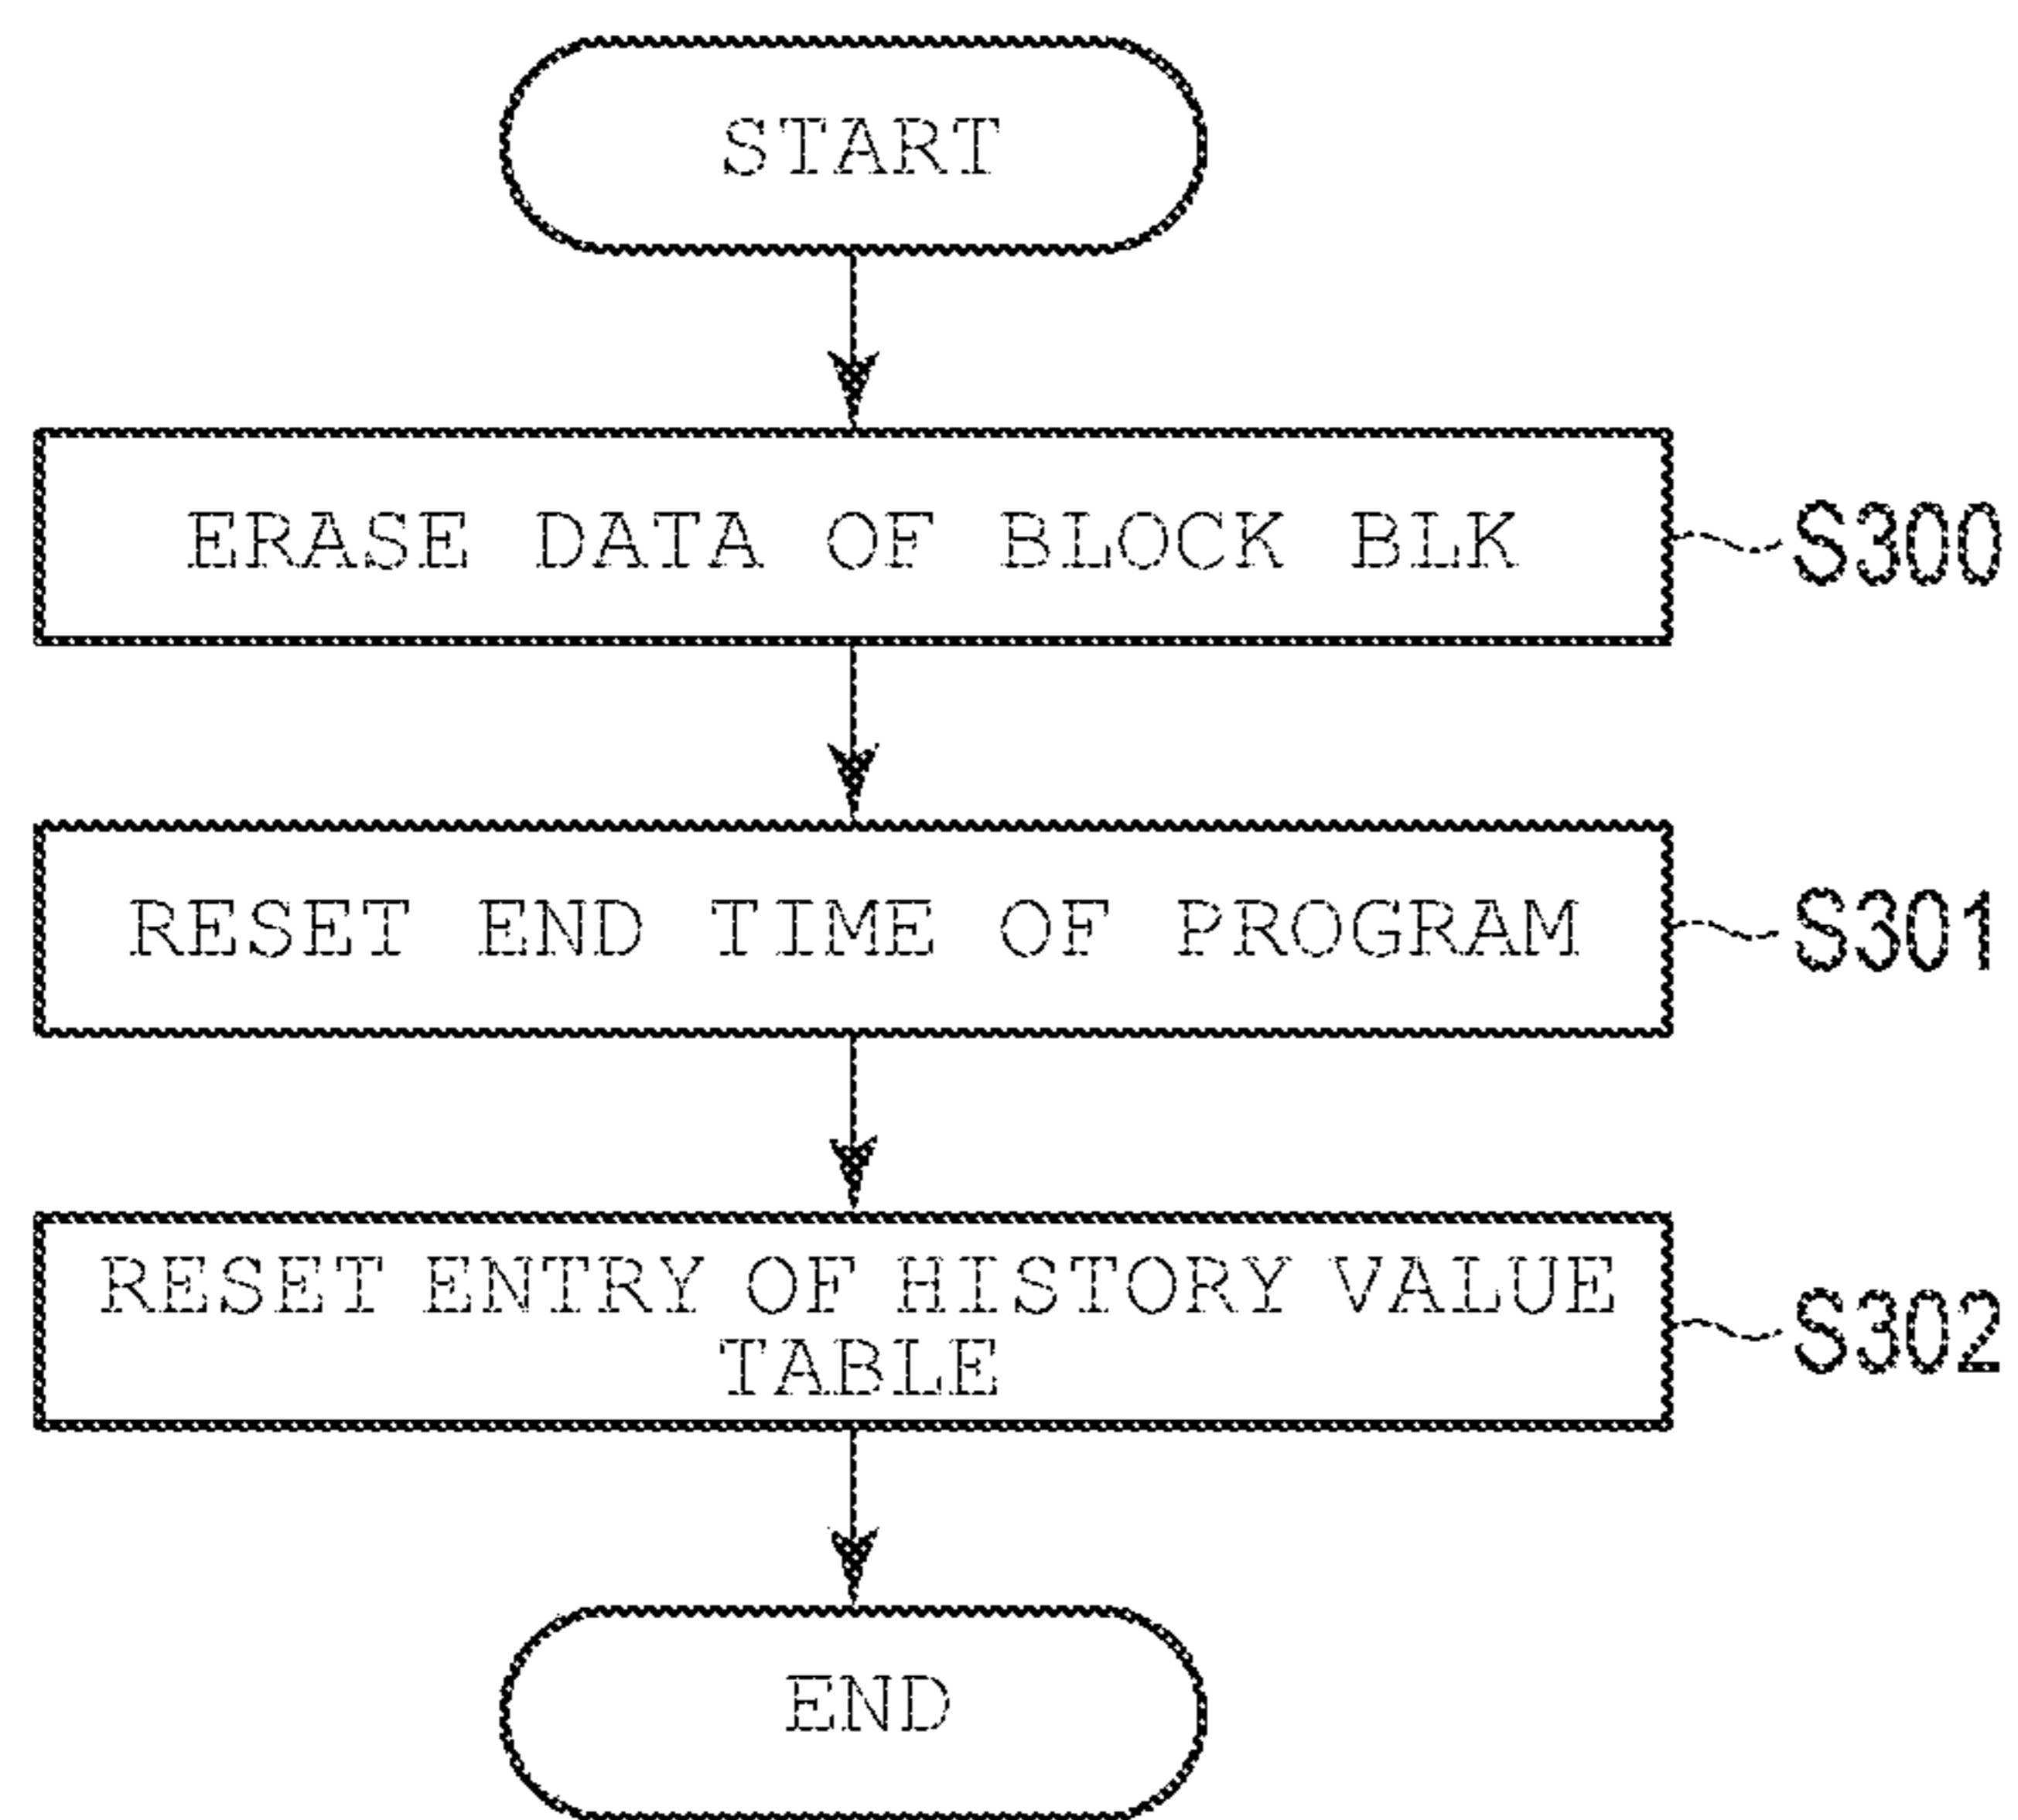 START
ERASE DATA OF BLOCK BLK
S300
RESET END TIME OF PROGRAM
S301
RESET ENTRY OF HISTORY VALUE
TABLE
S302
END